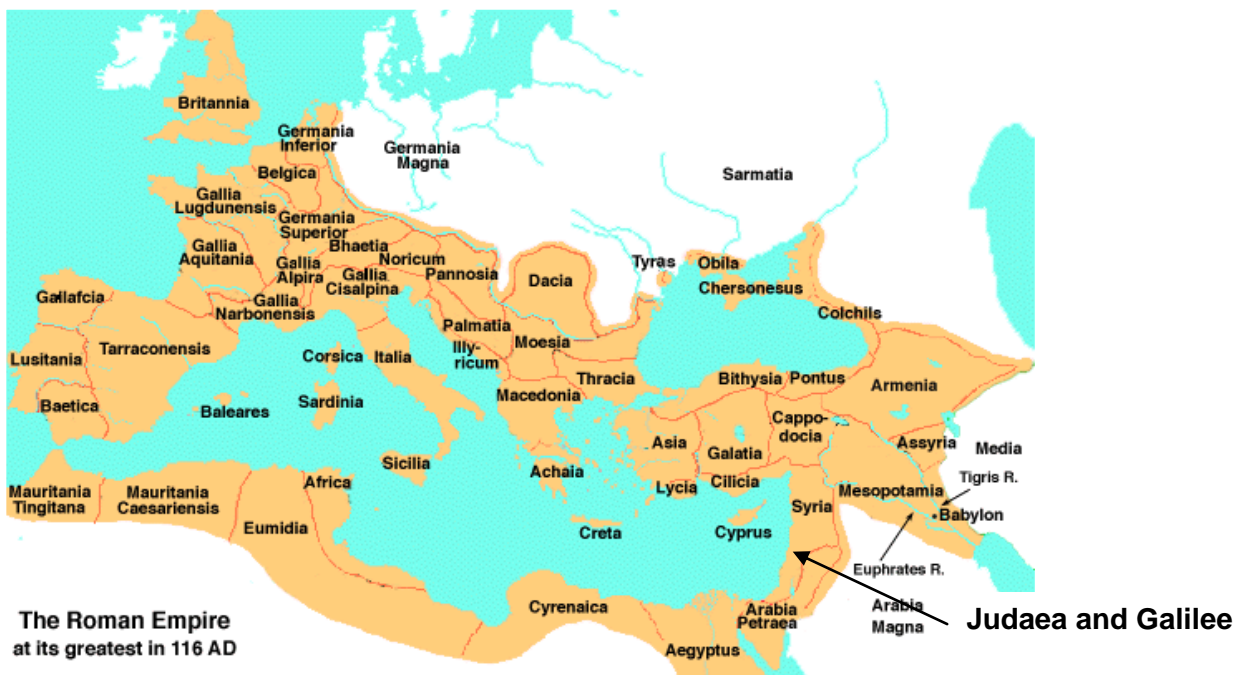 Britannia
Germania
Inferior
Germania
Magna
Belgica
Sarmatia
Gallia
Lugdunensis
Germania
Superior
Gallia
Aquitania
Bhaetia
Noricum
Gallia
Alpira
Gallia
Cisalpina
Pannosia
Dacia
Tyras
Obila
Chersonesus
Colchils
Gallafcia
Gallia
Narbonensis
Palmatia
Illy-
ricum
Moesia
Lusitania
Tarraconensis
Corsica
Italia
Thracia
Bithysia
Pontus
Armenia
Baetica
Baleares
Sardinia
Macedonia
Asia
Galatia
Cappo-
docia
Assyria
Media
Sicilia
Achaia
Lycia
Cilicia
Tigris R.
Mauritania
Tingitana
Mauritania
Caesariensis
Africa
Eumidia
Creta
Cyprus
Syria
Mesopotamia
Babylon
Euphrates R.
Cyrenaica
Arabia
Petraea
Arabia
Magna
Judaea and Galilee
Aegyptus
The Roman Empire
at its greatest in 116 AD